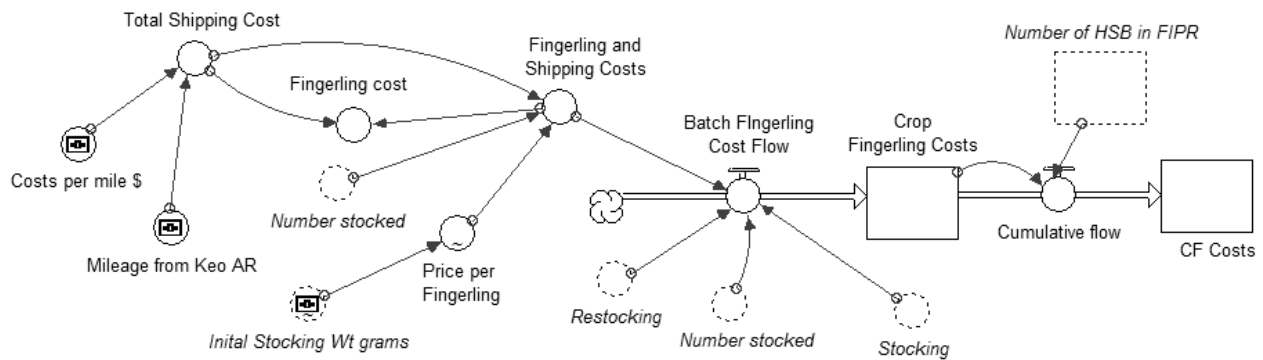 Total Shipping Cost
Fingerling and
Shipping Costs
Number of HSB in FIPR
Fingerling cost
Batch FIngerling
Cost Flow
Crop
Fingerling Costs
Costs per mile $
Number stocked
Mileage from Keo AR
Price per
Fingerling
Cumulative flow
CF Costs
Inital Stocking Wt grams
Restocking
Number stocked
Stocking